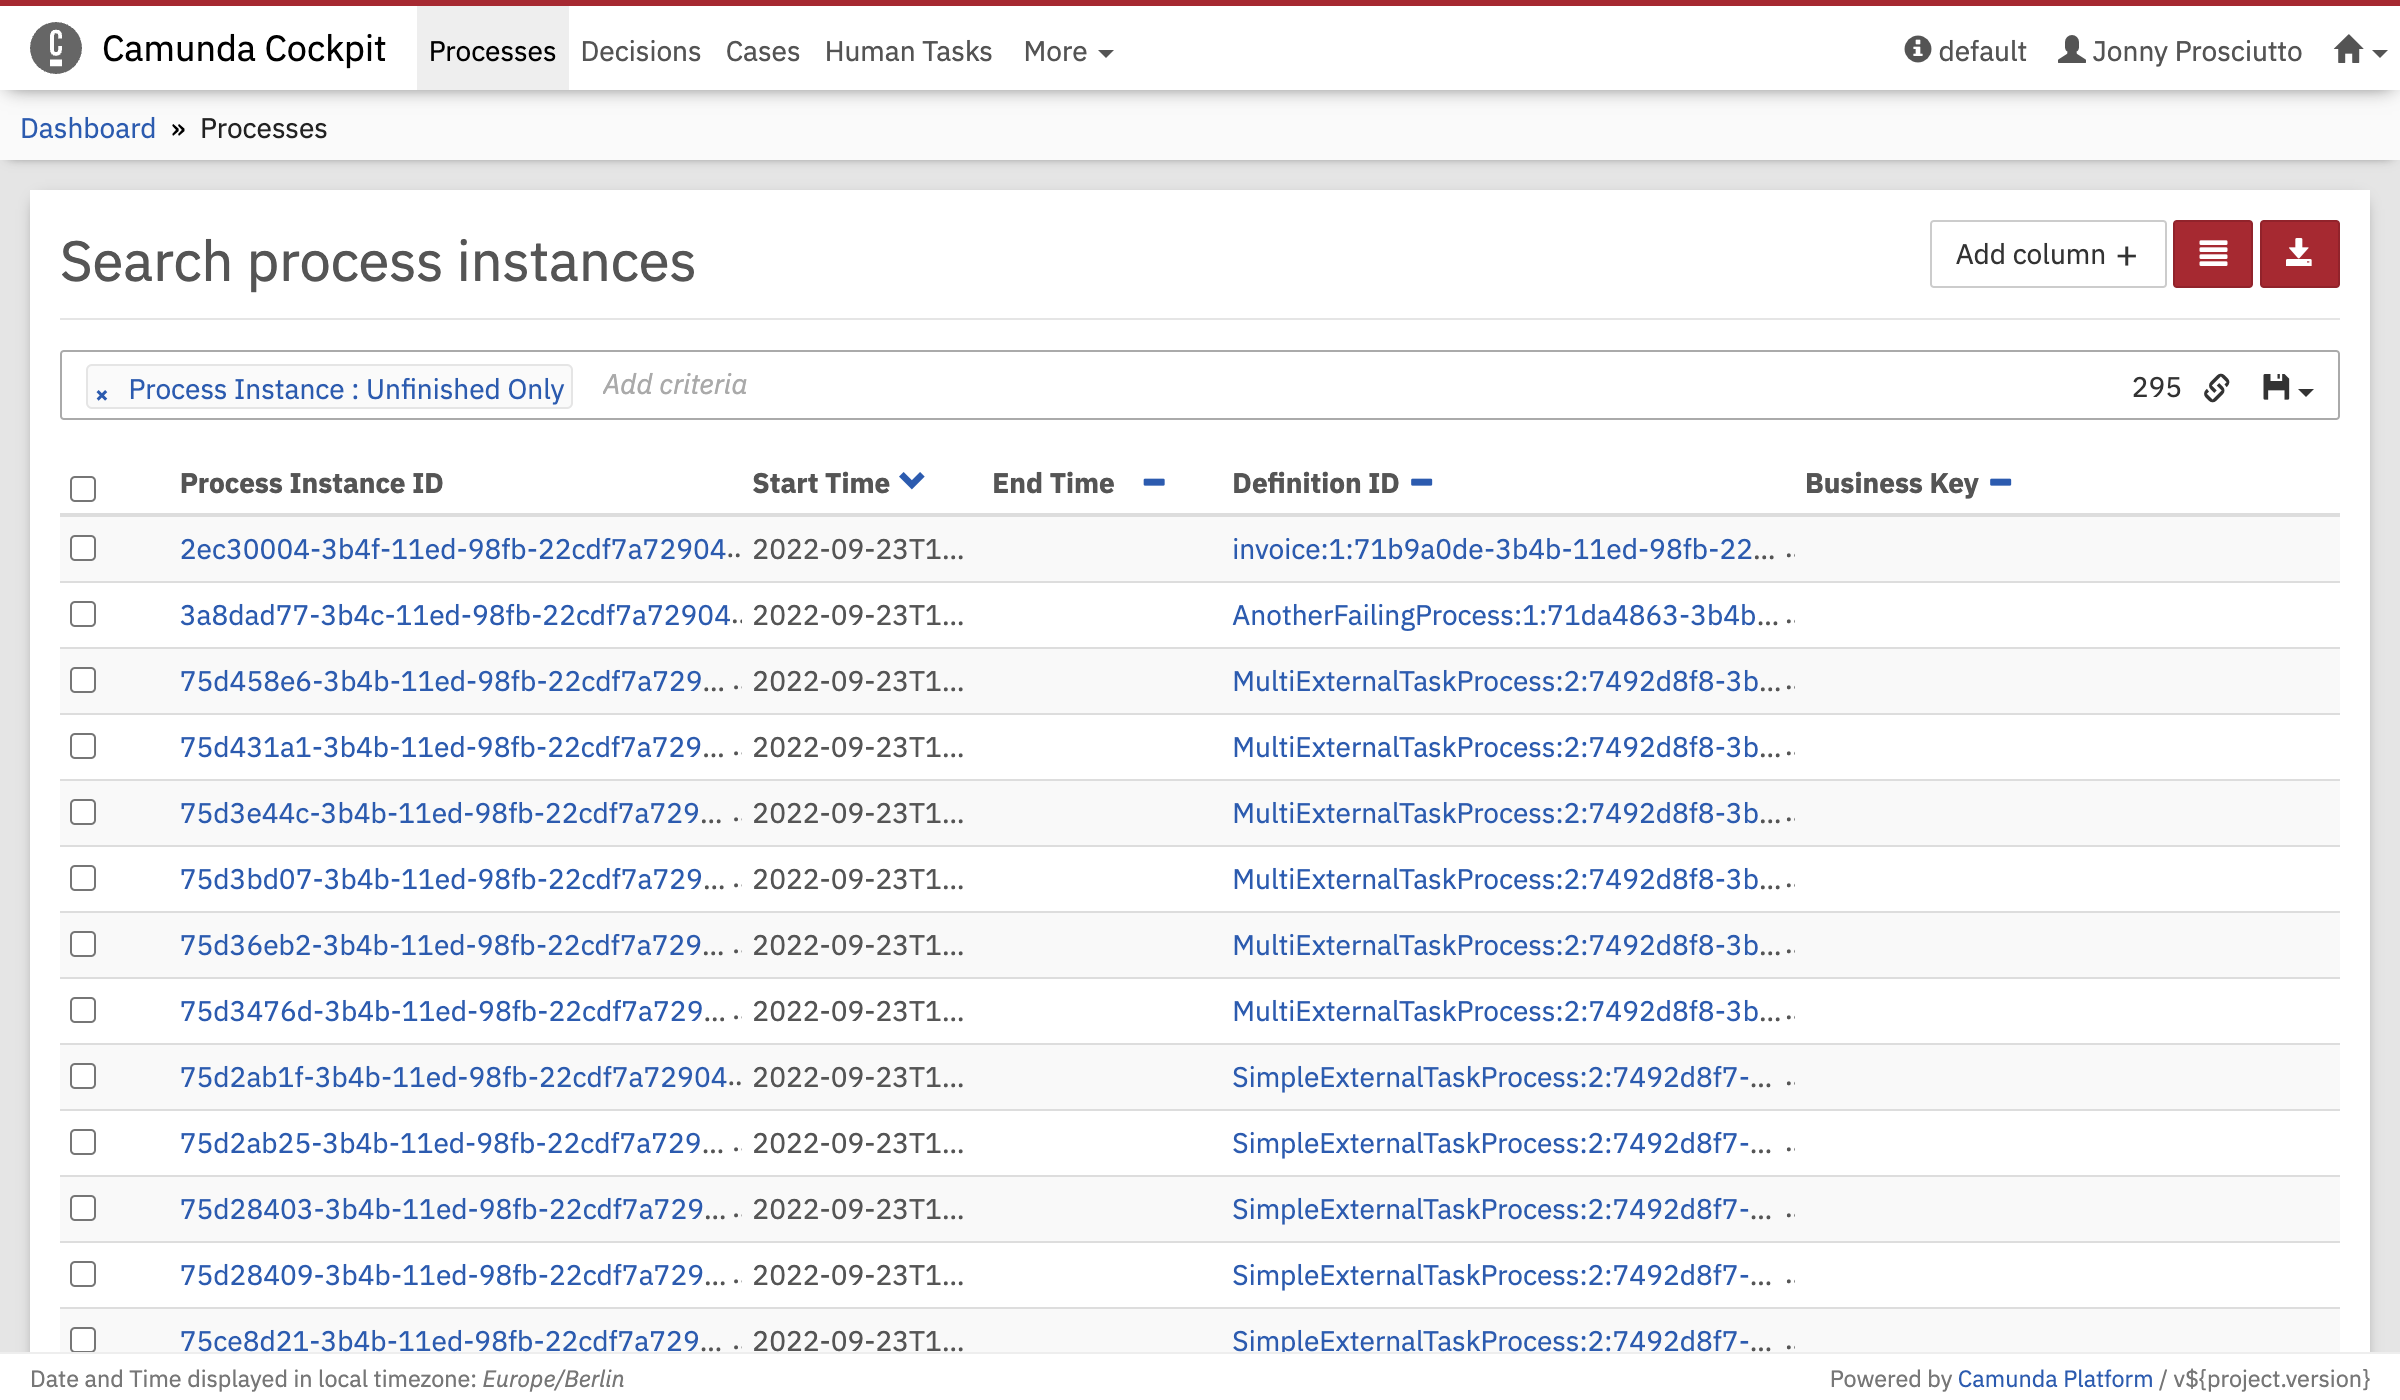 Camunda Cockpit Processes Decisions Cases Human Tasks More default Jonny Prosciutto
Dashboard » Processes
Search process instances Add column +
× Process Instance : Unfinished Only Add criteria 295
Process Instance ID Start Time End Time Definition ID Business Key
2ec30004-3b4f-11ed-98fb-22cdf7a72904.. 2022-09-23T1... invoice:1:71b9a0de-3b4b-11ed-98fb-22... ..
3a8dad77-3b4c-11ed-98fb-22cdf7a72904.. 2022-09-23T1... AnotherFailingProcess:1:71da4863-3b4b... ..
75d458e6-3b4b-11ed-98fb-22cdf7a729... .. 2022-09-23T1... MultiExternalTaskProcess:2:7492d8f8-3b... ..
75d431a1-3b4b-11ed-98fb-22cdf7a729... .. 2022-09-23T1... MultiExternalTaskProcess:2:7492d8f8-3b... ..
75d3e44c-3b4b-11ed-98fb-22cdf7a729... .. 2022-09-23T1... MultiExternalTaskProcess:2:7492d8f8-3b... ..
75d3bd07-3b4b-11ed-98fb-22cdf7a729... .. 2022-09-23T1... MultiExternalTaskProcess:2:7492d8f8-3b... ..
75d36eb2-3b4b-11ed-98fb-22cdf7a729... .. 2022-09-23T1... MultiExternalTaskProcess:2:7492d8f8-3b... ..
75d3476d-3b4b-11ed-98fb-22cdf7a729... .. 2022-09-23T1... MultiExternalTaskProcess:2:7492d8f8-3b... ..
75d2ab1f-3b4b-11ed-98fb-22cdf7a72904.. 2022-09-23T1... SimpleExternalTaskProcess:2:7492d8f7-... ..
75d2ab25-3b4b-11ed-98fb-22cdf7a729... .. 2022-09-23T1... SimpleExternalTaskProcess:2:7492d8f7-... ..
75d28403-3b4b-11ed-98fb-22cdf7a729... .. 2022-09-23T1... SimpleExternalTaskProcess:2:7492d8f7-... ..
75d28409-3b4b-11ed-98fb-22cdf7a729... .. 2022-09-23T1... SimpleExternalTaskProcess:2:7492d8f7-... ..
75ce8d21-3b4b-11ed-98fb-22cdf7a729... .. 2022-09-23T1... SimpleExternalTaskProcess:2:7492d8f7-... ..
Date and Time displayed in local timezone: Europe/Berlin Powered by Camunda Platform / v${project.version}